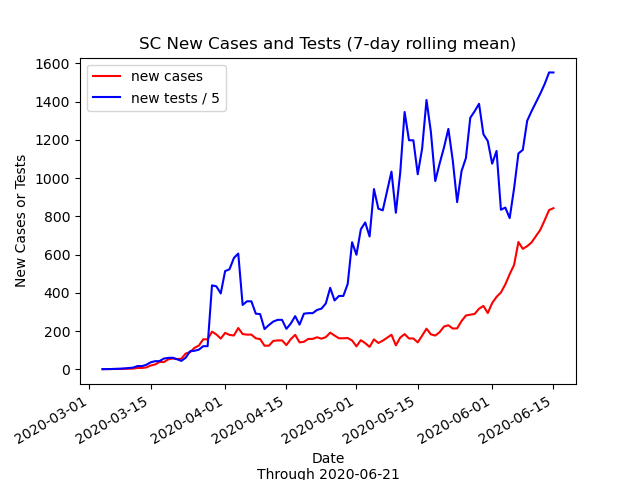 SC New Cases and Tests (7-day rolling mean)
new cases
new tests / 5
New Cases or Tests
1600
1400
1200
1000
800
600
400
200
0
2020-03-01
2020-03-15
2020-04-01
2020-04-15
2020-05-01
2020-05-15
2020-06-01
2020-06-15
Date
Through 2020-06-21